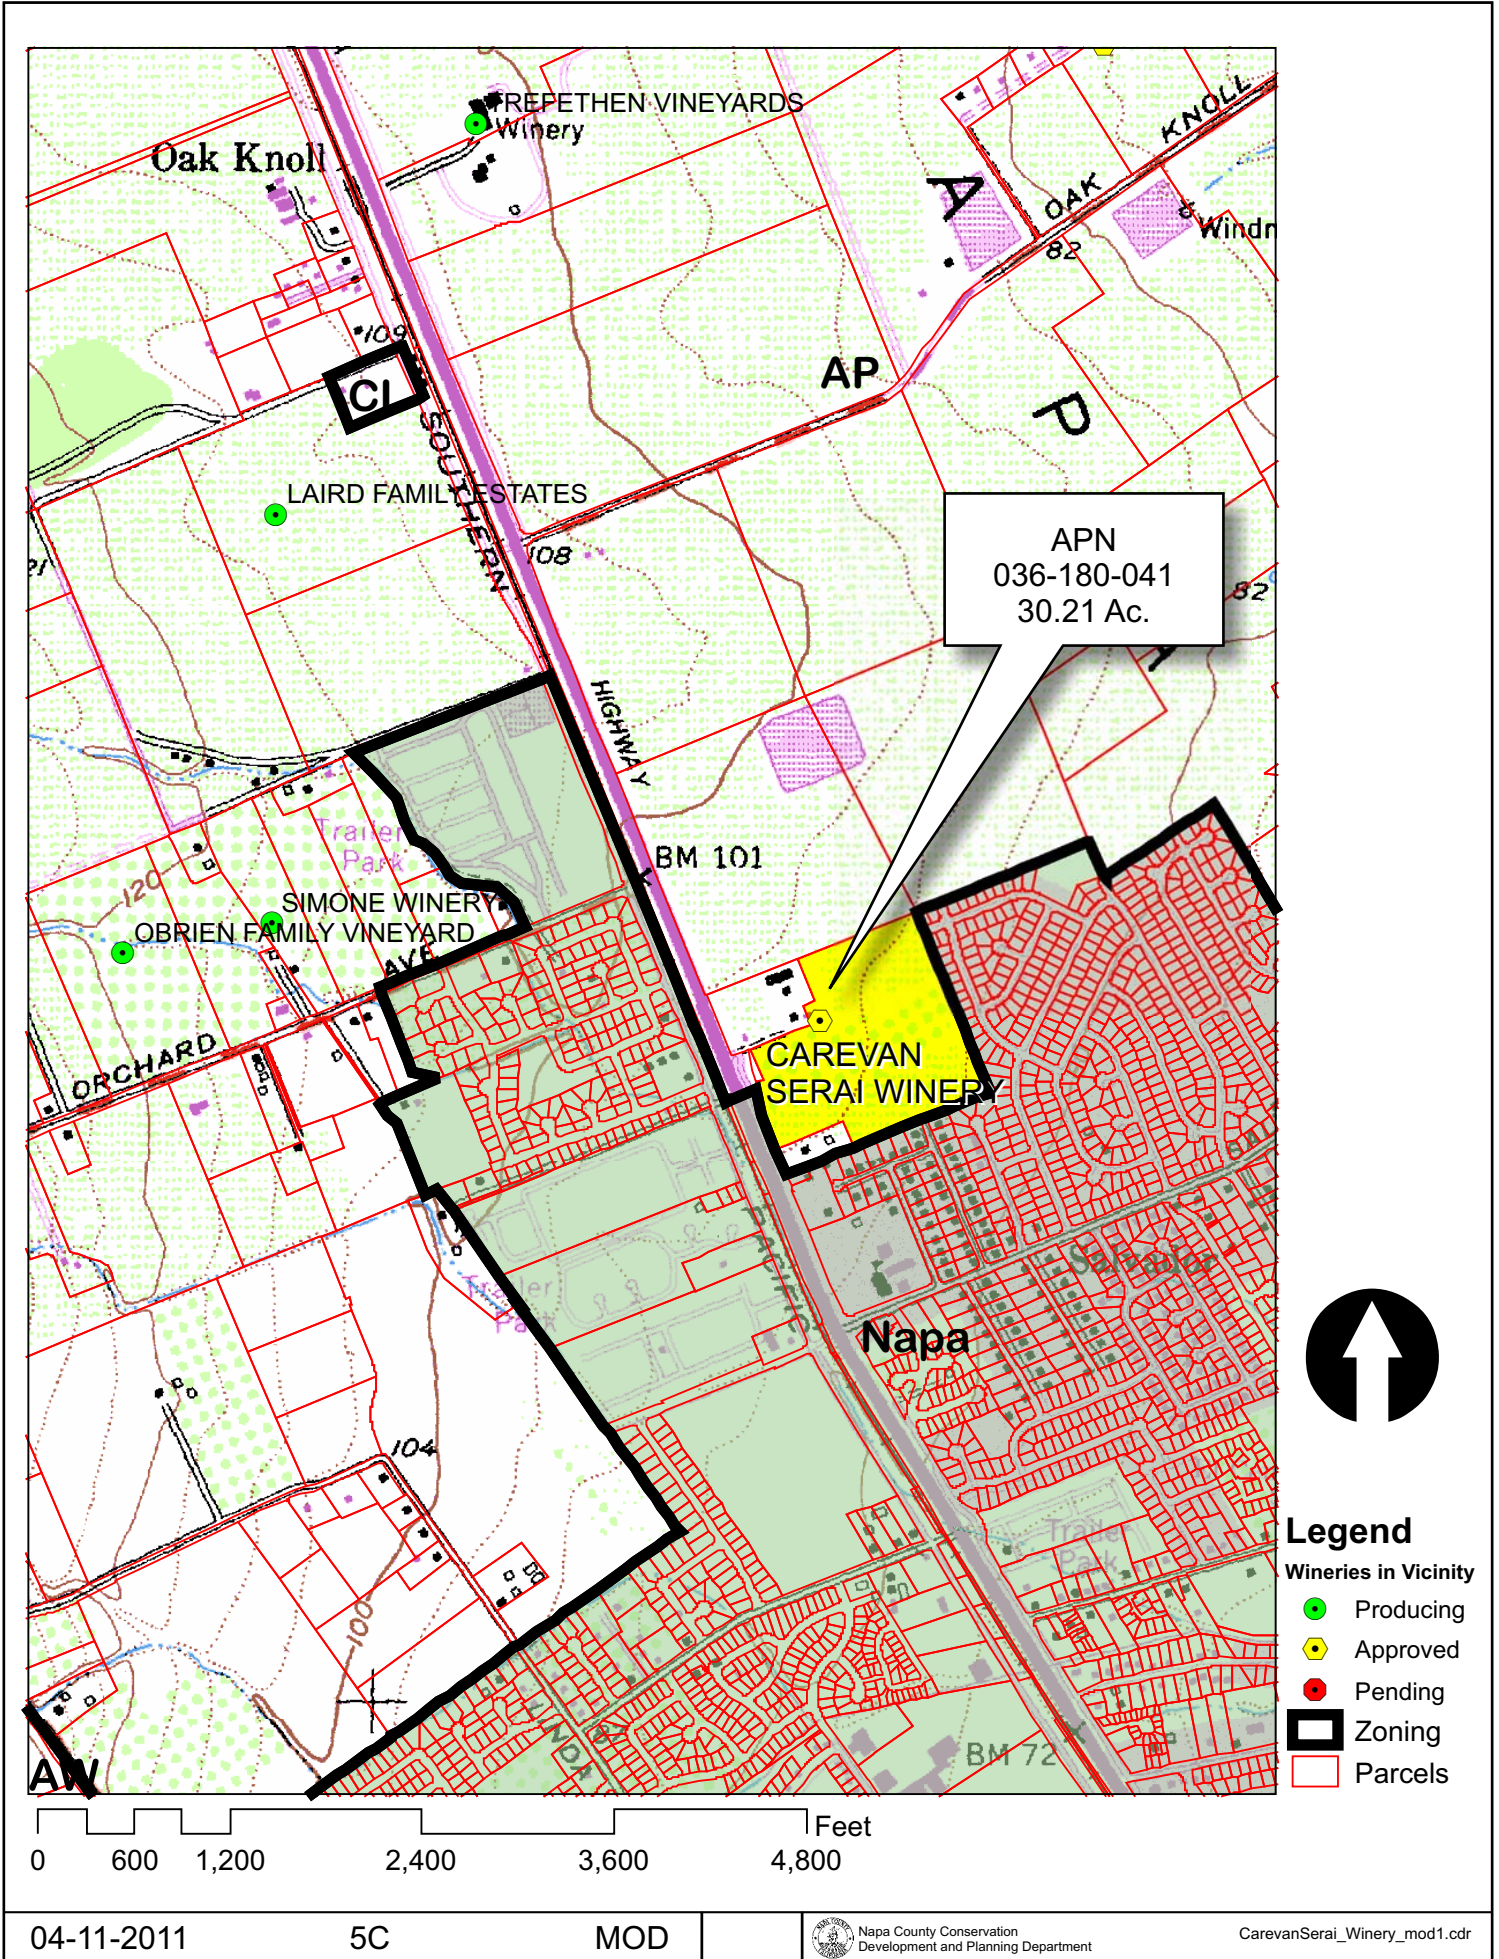 TREFETHEN VINEYARDS
Winery
Oak Knoll
KNOLL
OAK
A
Windn
82
109
CI
AP
P
SOUTHERN
LAIRD FAMILY ESTATES
108
APN
036-180-041
30.21 Ac.
82
HIGHWAY
Trailer
Park
BM 101
120
SIMONE WINERY
OBRIEN FAMILY VINEYARD
AVE
ORCHARD
CAREVAN
SERAI WINERY
PACIFIC
Salvador
Trailer
Park
Napa
104
Trailer
Park
100
LINDA
BM 72
AW
Legend
Wineries in Vicinity
Producing
Approved
Pending
Zoning
Parcels
Feet
0 600 1,200 2,400 3,600 4,800
04-11-2011 5C MOD
Napa County Conservation
Development and Planning Department
CarevanSerai_Winery_mod1.cdr